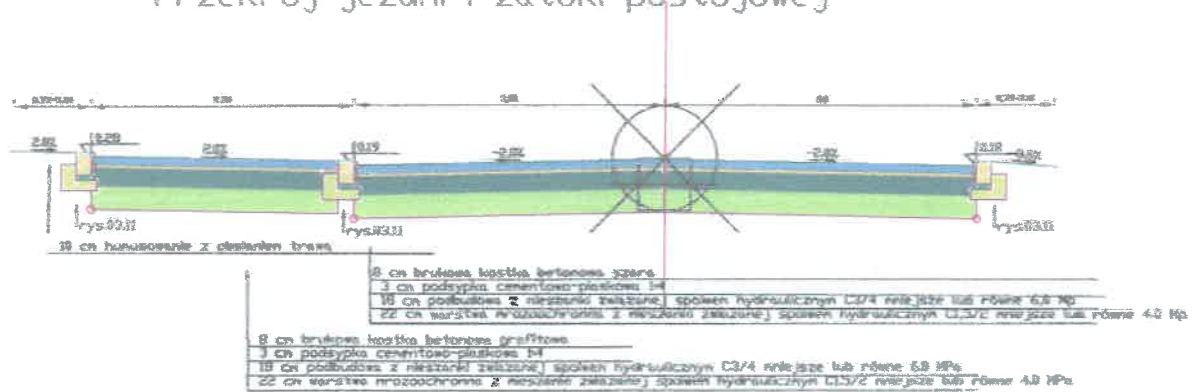 Przekrój jezdni i zatoki postojowej
2.0% 0.20 2.0% 0.19 -2.0% -2.0% 0.19
rys.03.11 rys.03.11 rys.03.11
10 cm humusowanie z obsianiem trawą
8 cm brukowa kostka betonowa szara
3 cm podsypka cementowo-piaskowa 1:4
18 cm podbudowa z mieszanki związanej spoiwem hydraulicznym C3/4 mniejsze lub równe 6,0 Mp
22 cm warstwa mrozoochronna z mieszanki związanej spoiwem hydraulicznym C1,5/2 mniejsze lub równe 4.0 Mp
8 cm brukowa kostka betonowa grafitowa
3 cm podsypka cementowo-piaskowa 1:4
18 cm podbudowa z mieszanki związanej spoiwem hydraulicznym C3/4 mniejsze lub równe 6.0 MPa
22 cm warstwa mrozoochronna z mieszanki związanej spoiwem hydraulicznym C1,5/2 mniejsze lub równe 4.0 MPa